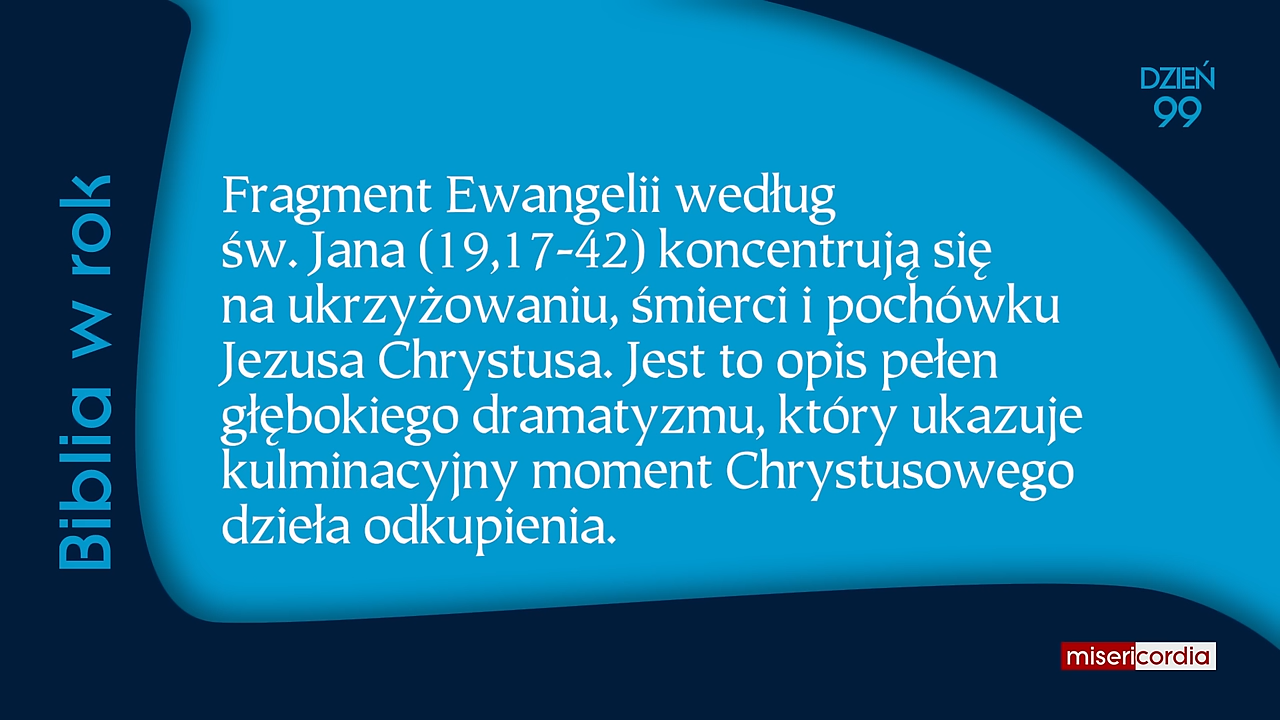 DZIEŃ
99
Biblia w rok
Fragment Ewangelii według
św. Jana (19,17-42) koncentrują się
na ukrzyżowaniu, śmierci i pochówku
Jezusa Chrystusa. Jest to opis pełen
głębokiego dramatyzmu, który ukazuje
kulminacyjny moment Chrystusowego
dzieła odkupienia.
misericordia